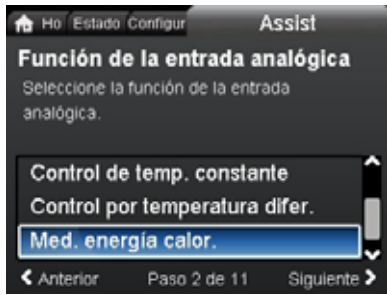 Ho Estado Configur Assist
Función de la entrada analógica
Seleccione la función de la entrada
analógica.
Control de temp. constante
Control por temperatura difer.
Med. energía calor.
Anterior Paso 2 de 11 Siguiente